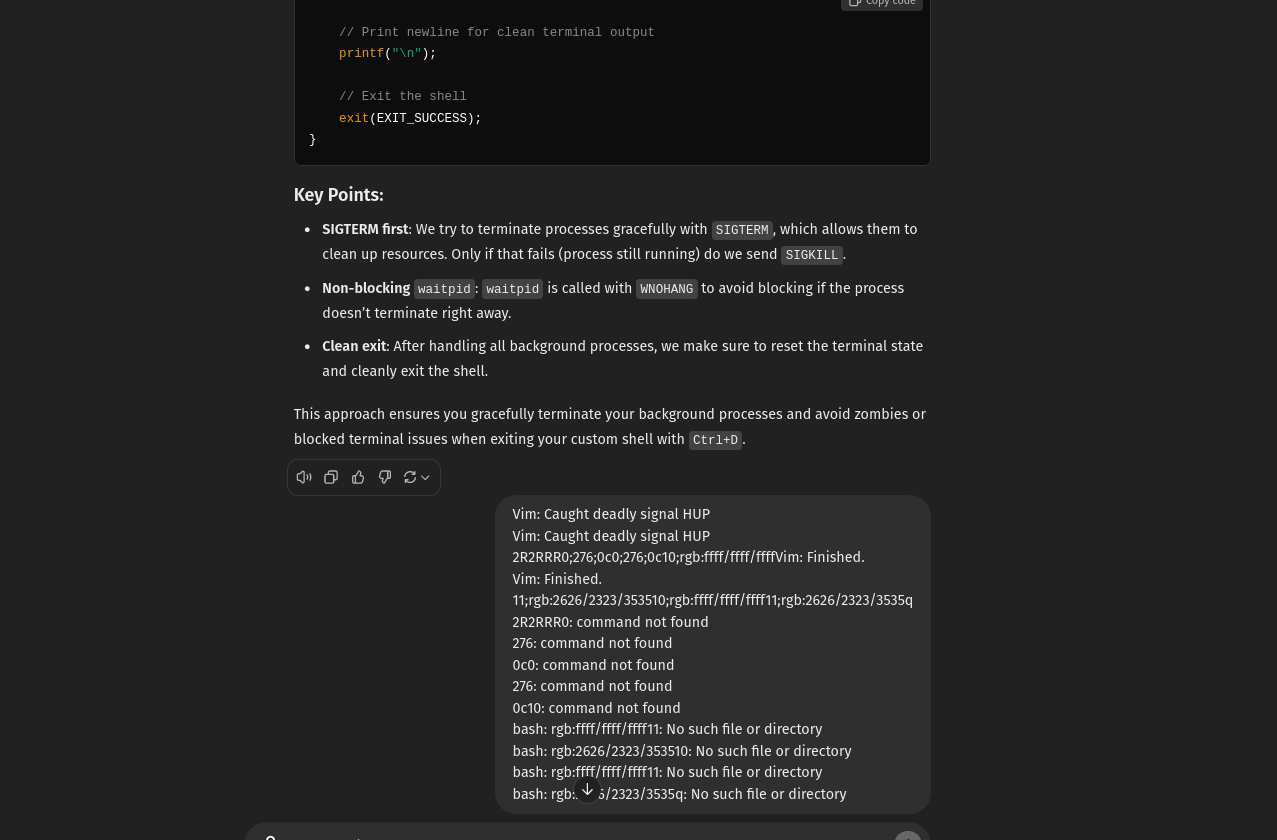 Copy code
// Print newline for clean terminal output
printf("\n");
// Exit the shell
exit(EXIT_SUCCESS);
}
Key Points:
• SIGTERM first: We try to terminate processes gracefully with SIGTERM, which allows them to
clean up resources. Only if that fails (process still running) do we send SIGKILL.
• Non-blocking waitpid: waitpid is called with WNOHANG to avoid blocking if the process
doesn’t terminate right away.
• Clean exit: After handling all background processes, we make sure to reset the terminal state
and cleanly exit the shell.
This approach ensures you gracefully terminate your background processes and avoid zombies or
blocked terminal issues when exiting your custom shell with Ctrl+D.
Vim: Caught deadly signal HUP
Vim: Caught deadly signal HUP
2R2RRR0;276;0c0;276;0c10;rgb:ffff/ffff/ffffVim: Finished.
Vim: Finished.
11;rgb:2626/2323/353510;rgb:ffff/ffff/ffff11;rgb:2626/2323/3535q
2R2RRR0: command not found
276: command not found
0c0: command not found
276: command not found
0c10: command not found
bash: rgb:ffff/ffff/ffff11: No such file or directory
bash: rgb:2626/2323/353510: No such file or directory
bash: rgb:ffff/ffff/ffff11: No such file or directory
bash: No such file or directory